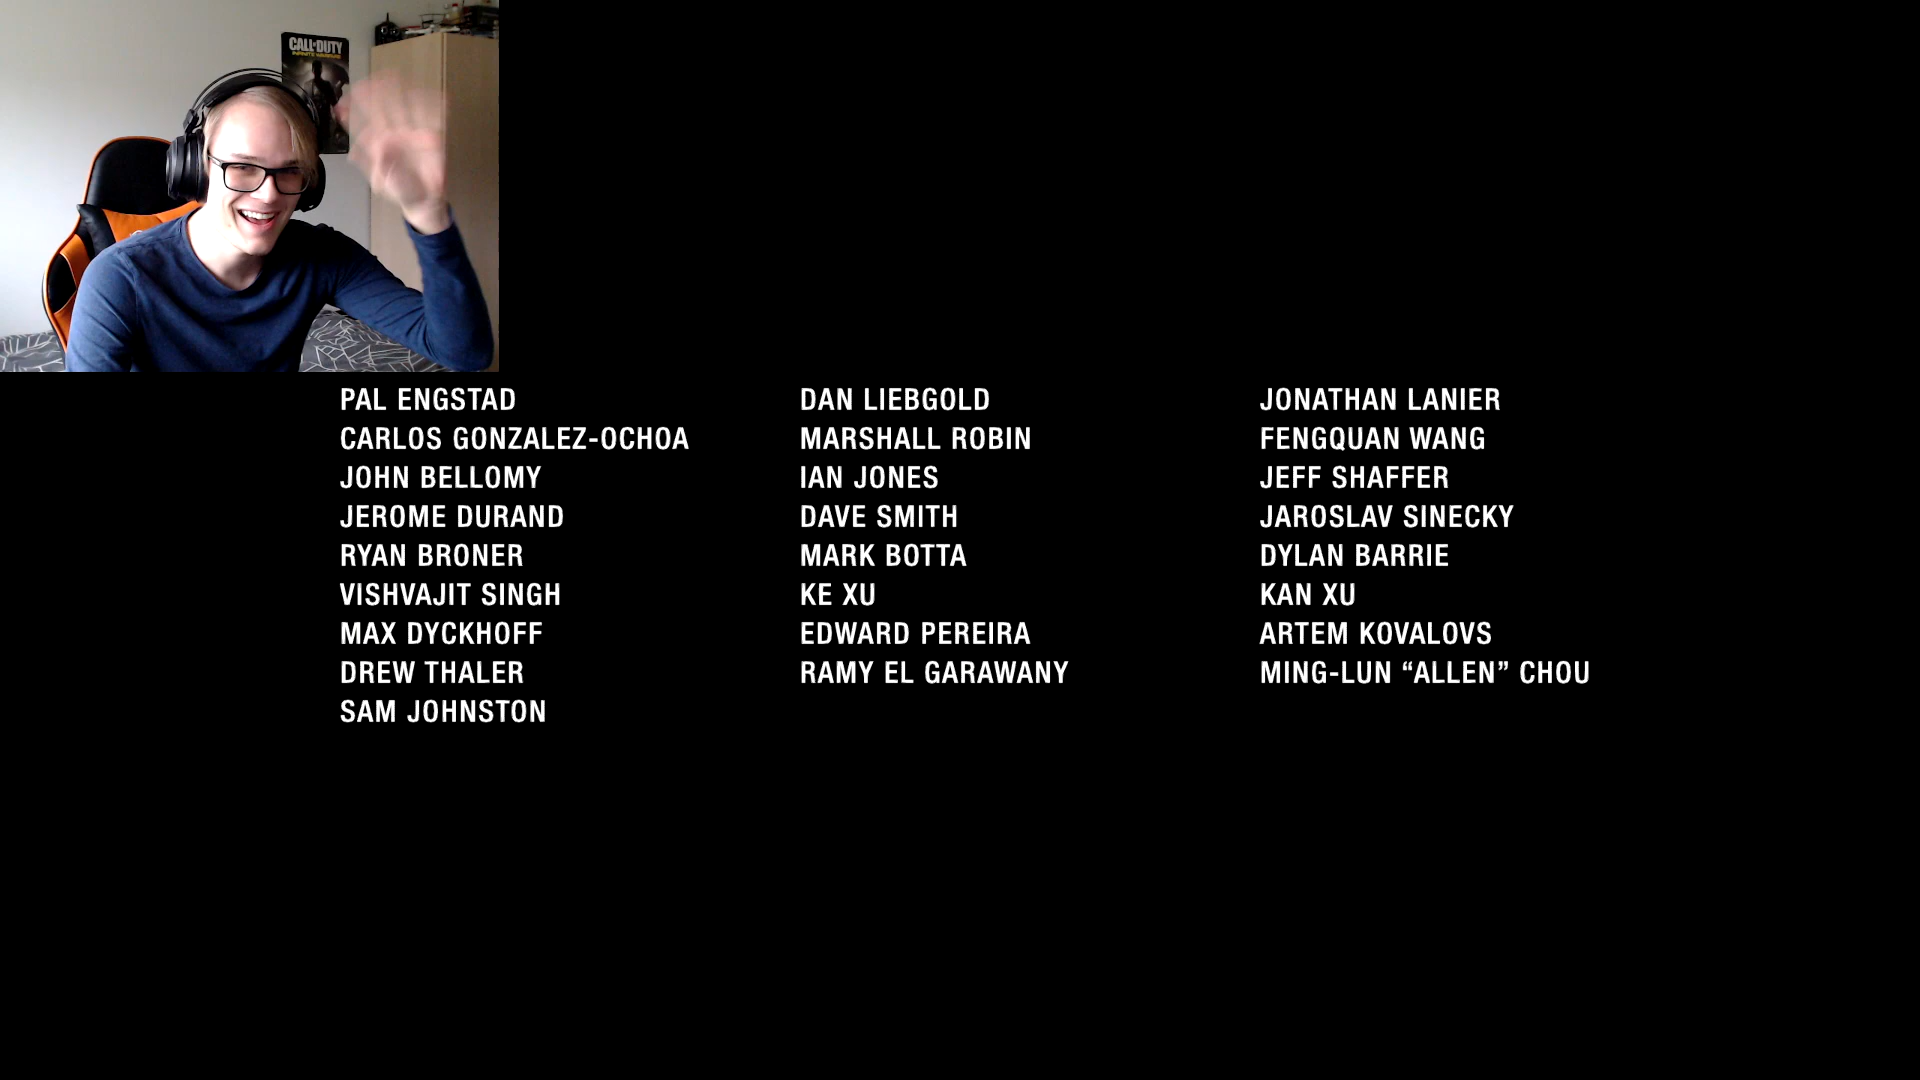 CALL OF DUTY
INFINITE WARFARE
PAL ENGSTAD DAN LIEBGOLD JONATHAN LANIER
CARLOS GONZALEZ-OCHOA MARSHALL ROBIN FENGQUAN WANG
JOHN BELLOMY IAN JONES JEFF SHAFFER
JEROME DURAND DAVE SMITH JAROSLAV SINECKY
RYAN BRONER MARK BOTTA DYLAN BARRIE
VISHVAJIT SINGH KE XU KAN XU
MAX DYCKHOFF EDWARD PEREIRA ARTEM KOVALOVS
DREW THALER RAMY EL GARAWANY MING-LUN “ALLEN” CHOU
SAM JOHNSTON